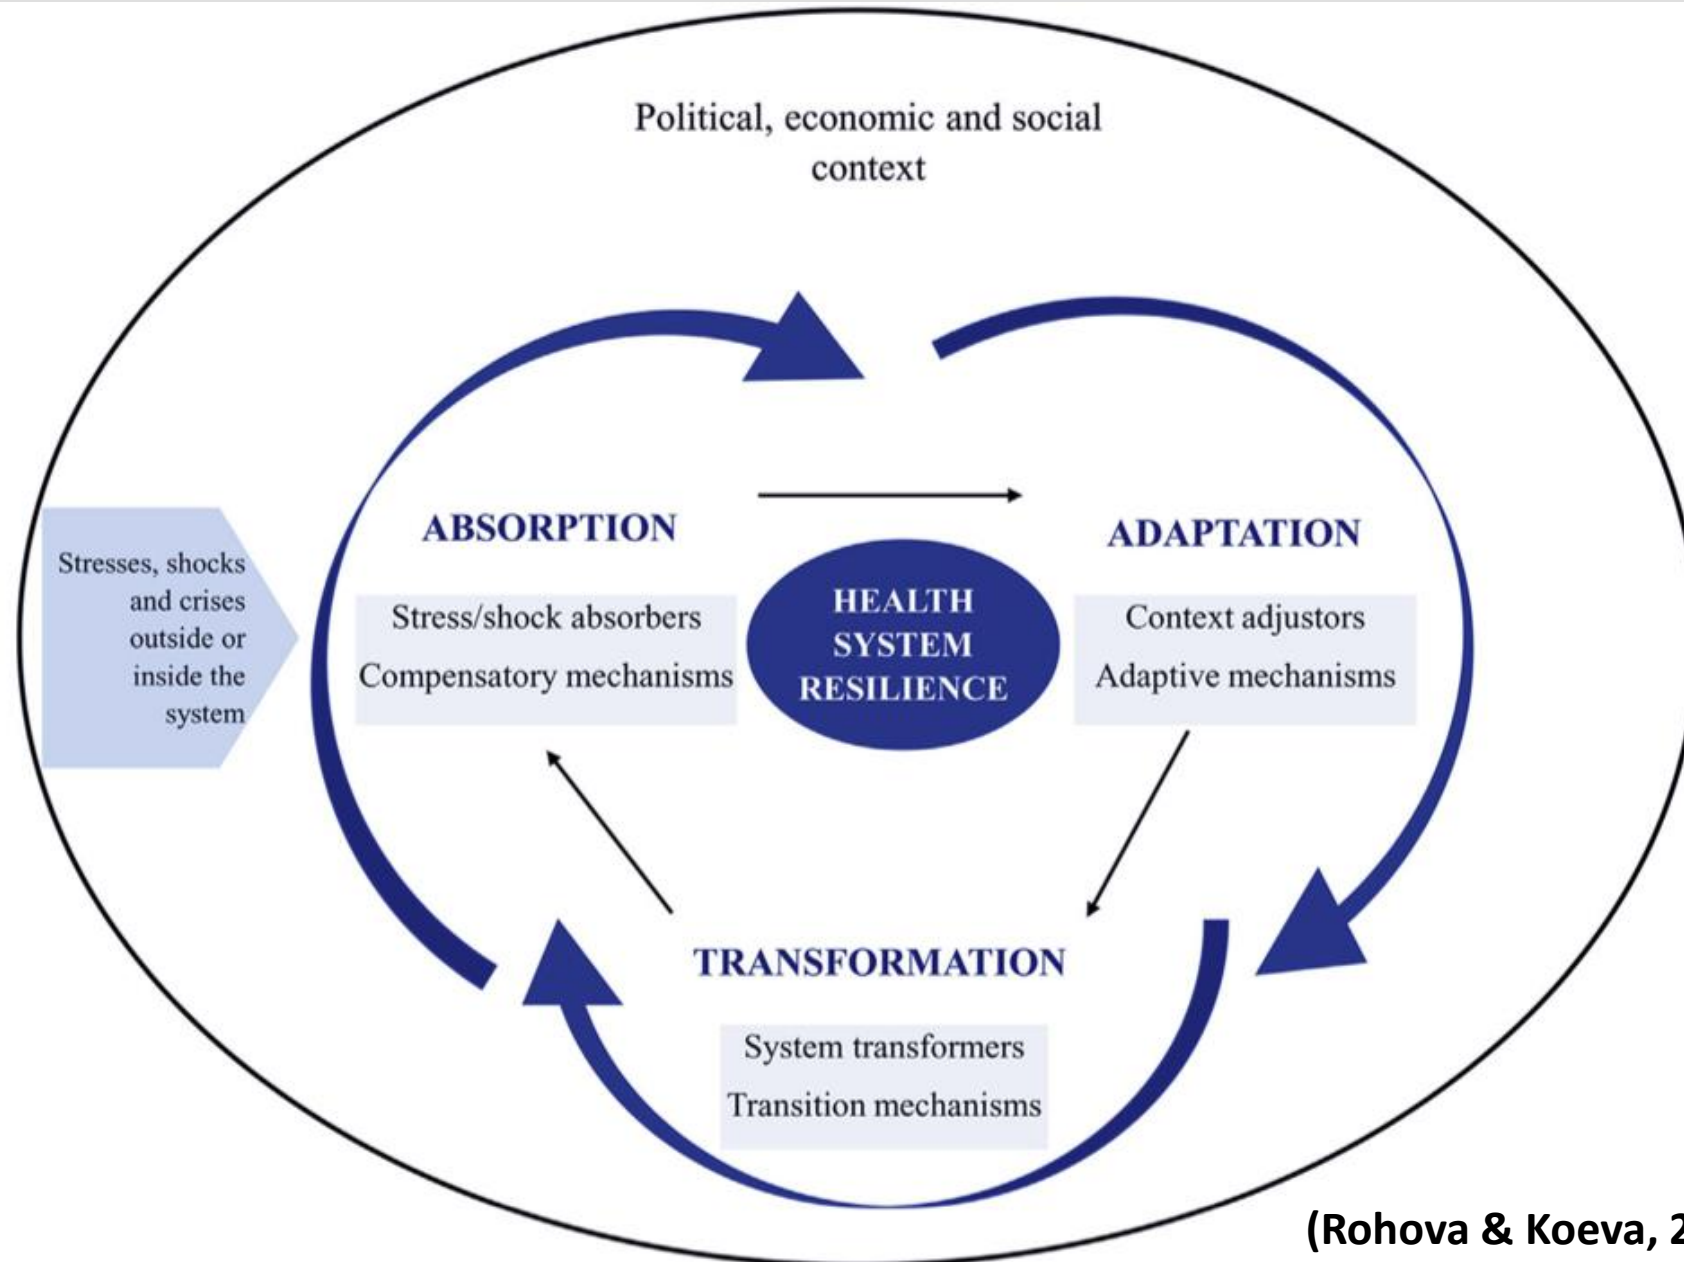 Political, economic and social
context
Stresses, shocks
and crises
outside or
inside the
system
ABSORPTION
Stress/shock absorbers
Compensatory mechanisms
HEALTH
SYSTEM
RESILIENCE
ADAPTATION
Context adjustors
Adaptive mechanisms
TRANSFORMATION
System transformers
Transition mechanisms
(Rohova & Koeva, 2